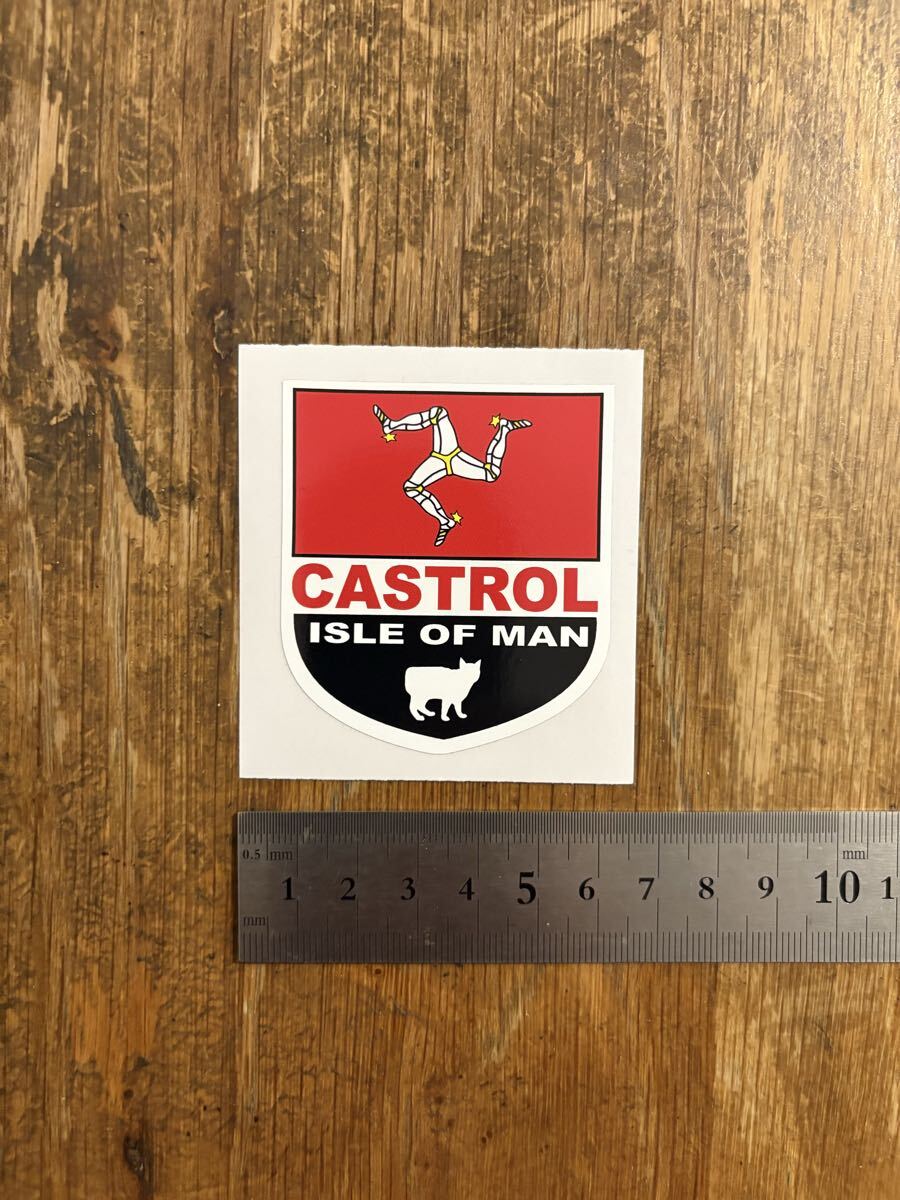 CASTROL
ISLE OF MAN
0.5 mm mm
1 2 3 4 5 6 7 8 9 10 1
mm